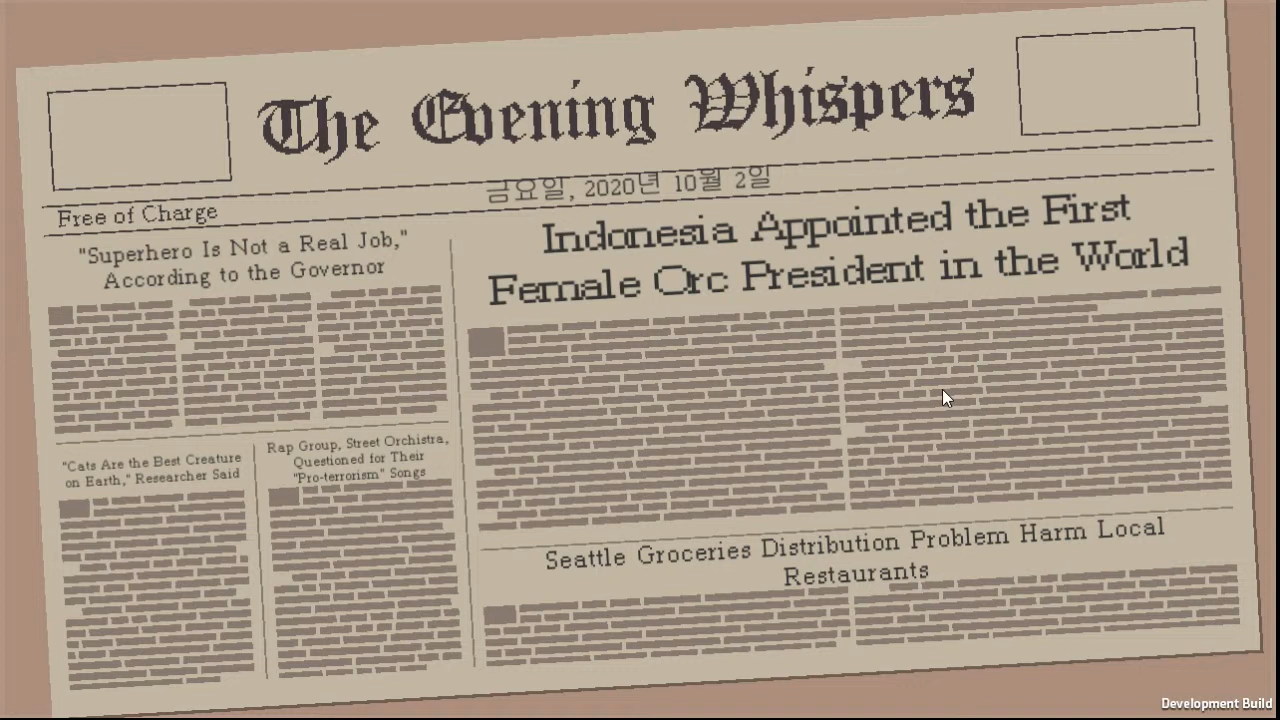 The Evening Whispers
금요일, 2020년 10월 2일
Free of Charge
"Superhero Is Not a Real Job,"
According to the Governor
Indonesia Appointed the First
Female Orc President in the World
"Cats Are the Best Creature
on Earth," Researcher Said
Rap Group, Street Orchistra,
Questioned for Their
"Pro-terrorism" Songs
Seattle Groceries Distribution Problem Harm Local
Restaurants
Development Build